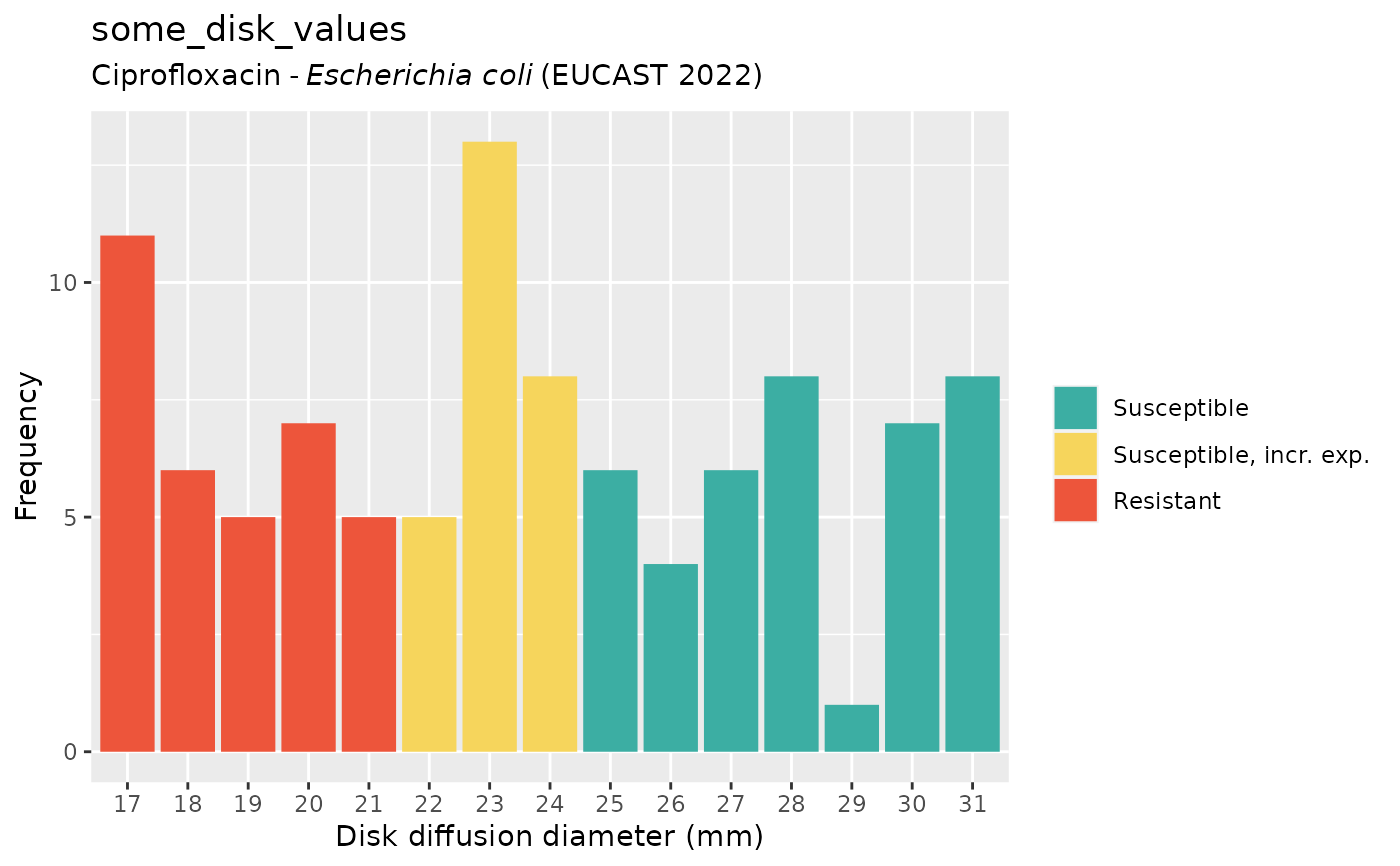 some_disk_values
Ciprofloxacin - Escherichia coli (EUCAST 2022)
Frequency
10
5
0
17 18 19 20 21 22 23 24 25 26 27 28 29 30 31
Disk diffusion diameter (mm)
Susceptible
Susceptible, incr. exp.
Resistant